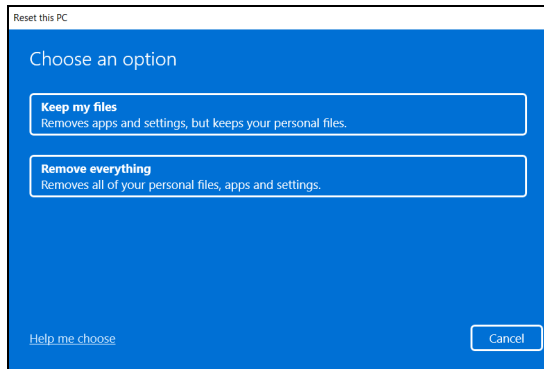 Reset this PC
Choose an option
Keep my files
Removes apps and settings, but keeps your personal files.
Remove everything
Removes all of your personal files, apps and settings.
Help me choose
Cancel